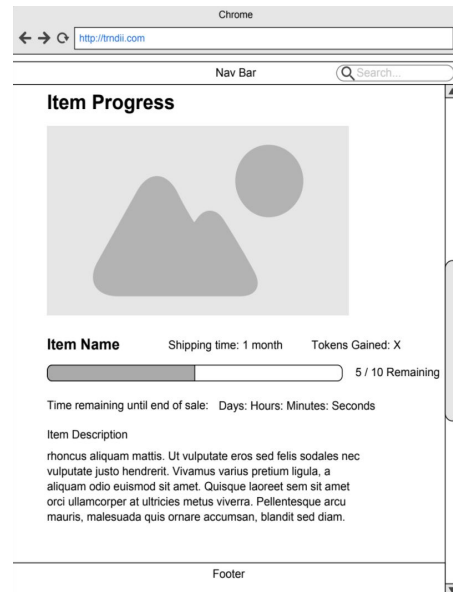 Chrome
http://trndii.com
Nav Bar
Search...
Item Progress
Item Name Shipping time: 1 month Tokens Gained: X
5 / 10 Remaining
Time remaining until end of sale: Days: Hours: Minutes: Seconds
Item Description
rhoncus aliquam mattis. Ut vulputate eros sed felis sodales nec
vulputate justo hendrerit. Vivamus varius pretium ligula, a
aliquam odio euismod sit amet. Quisque laoreet sem sit amet
orci ullamcorper at ultricies metus viverra. Pellentesque arcu
mauris, malesuada quis ornare accumsan, blandit sed diam.
Footer